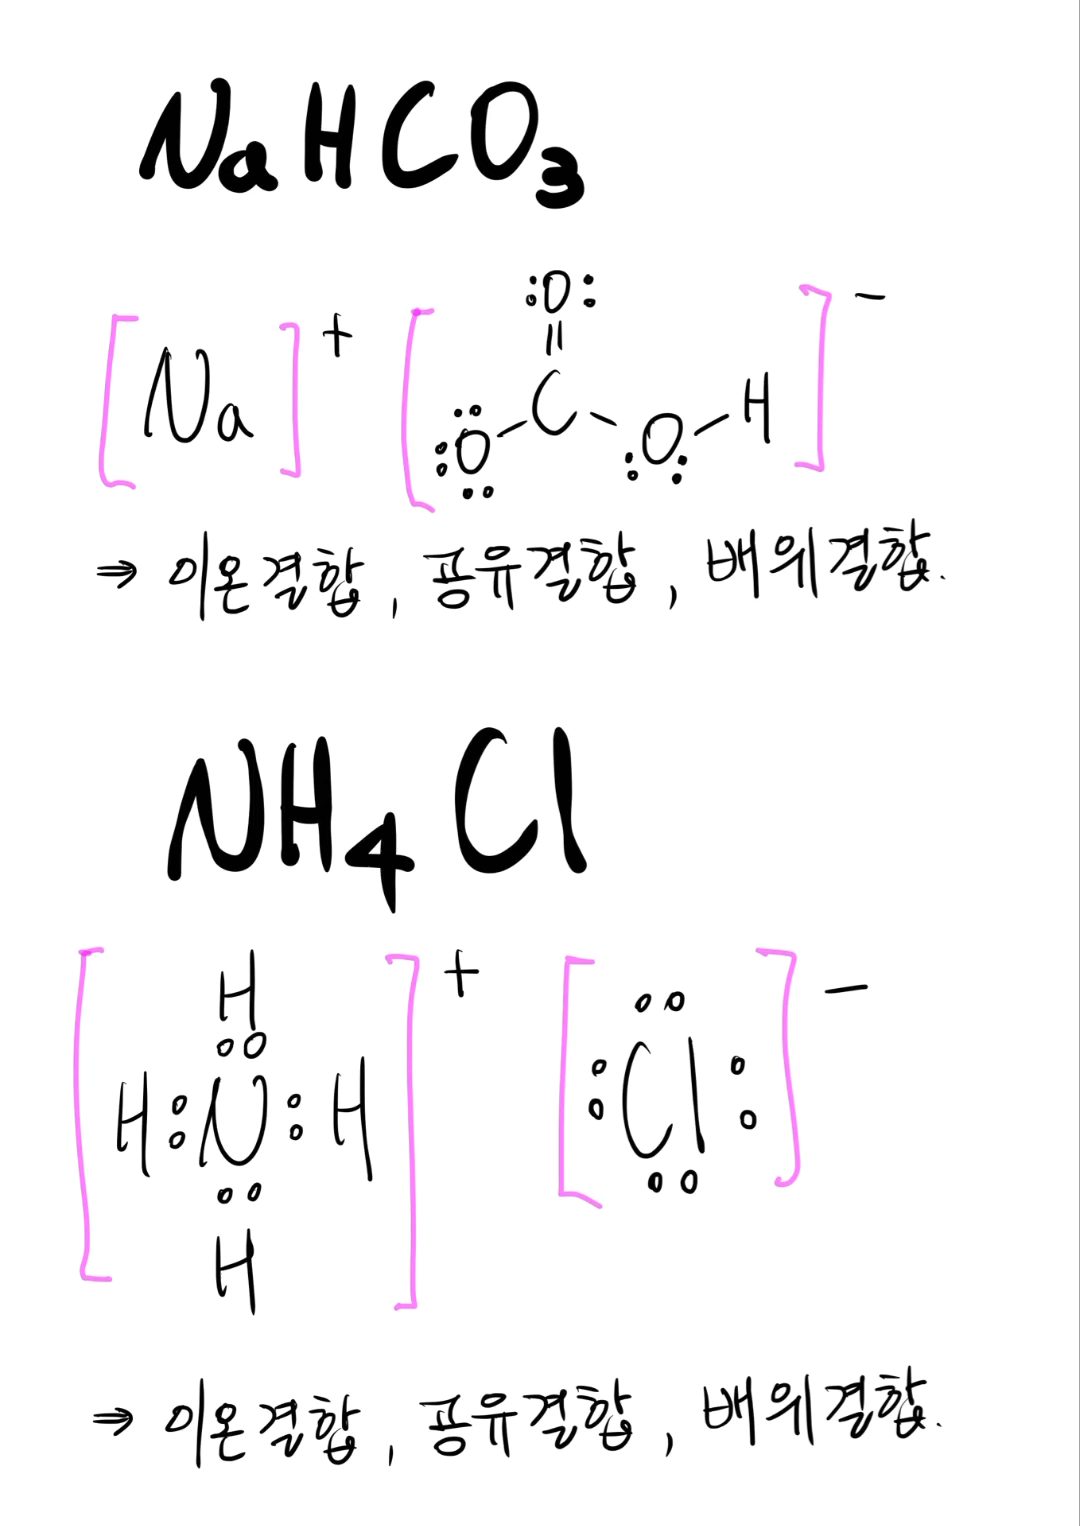 NaHCO₃
:O:
[Na]⁺ [:O-C-O-H]⁻
⇒ 이온결합, 공유결합, 배위결합.
NH₄Cl
H
[H:N:H]⁺ [:Cl:]⁻
H
⇒ 이온결합, 공유결합, 배위결합.